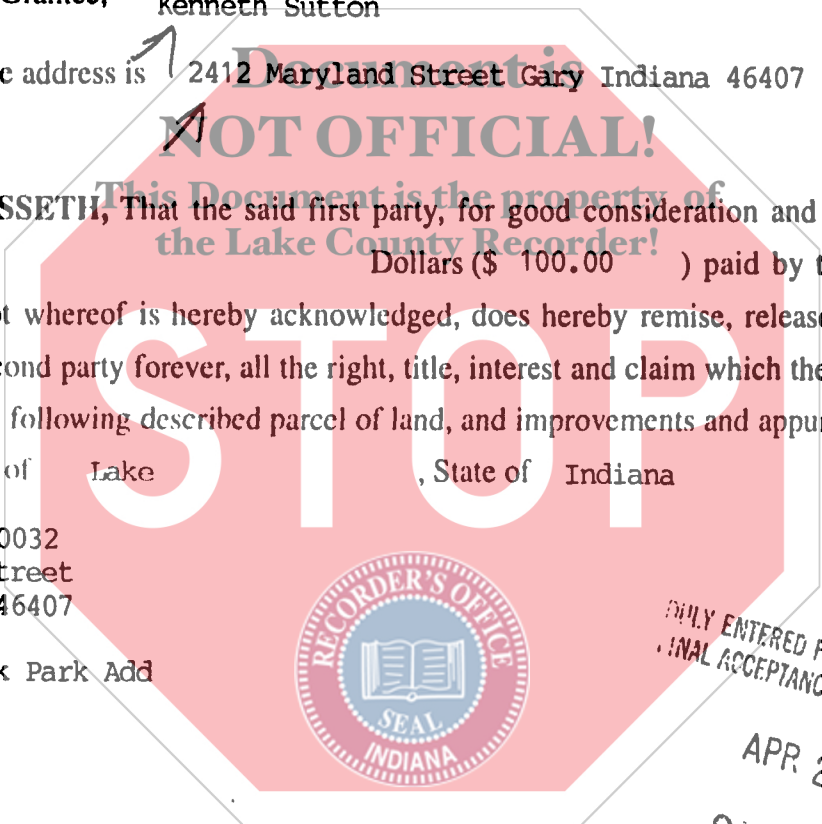 Kenneth Sutton
e address is 2412 Maryland Street Gary Indiana 46407
Document is
NOT OFFICIAL!
This Document is the property of
the Lake County Recorder!
SSETH, That the said first party, for good consideration and
Dollars ($ 100.00 ) paid by t
t whereof is hereby acknowledged, does hereby remise, release
ond party forever, all the right, title, interest and claim which the
following described parcel of land, and improvements and appur
of Lake , State of Indiana
STOP
0032
treet
46407
k Park Add
RECORDER'S OFFICE
SEAL
INDIANA
DULY ENTERED F
INAL ACCEPTANC
APR 2